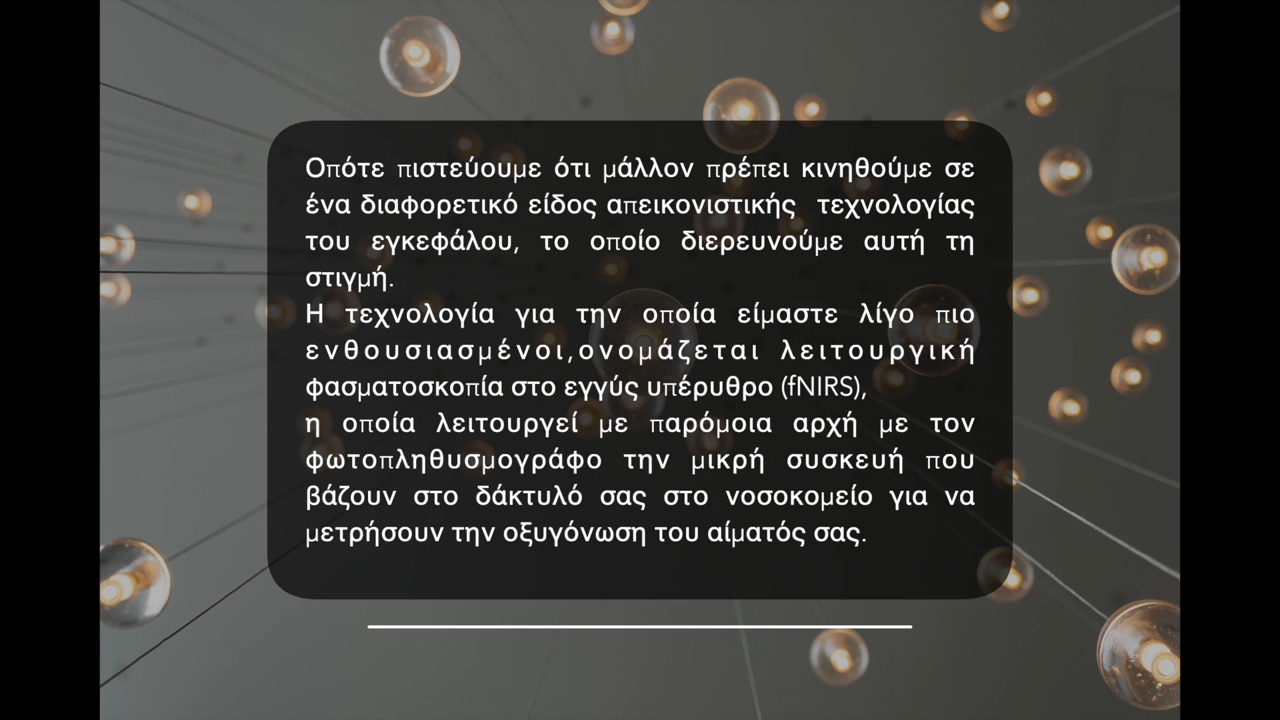 Οπότε πιστεύουμε ότι μάλλον πρέπει κινηθούμε σε
ένα διαφορετικό είδος απεικονιστικής τεχνολογίας
του εγκεφάλου, το οποίο διερευνούμε αυτή τη
στιγμή.
Η τεχνολογία για την οποία είμαστε λίγο πιο
ενθουσιασμένοι,ονομάζεται λειτουργική
φασματοσκοπία στο εγγύς υπέρυθρο (fNIRS),
η οποία λειτουργεί με παρόμοια αρχή με τον
φωτοπληθυσμογράφο την μικρή συσκευή που
βάζουν στο δάκτυλό σας στο νοσοκομείο για να
μετρήσουν την οξυγόνωση του αίματός σας.